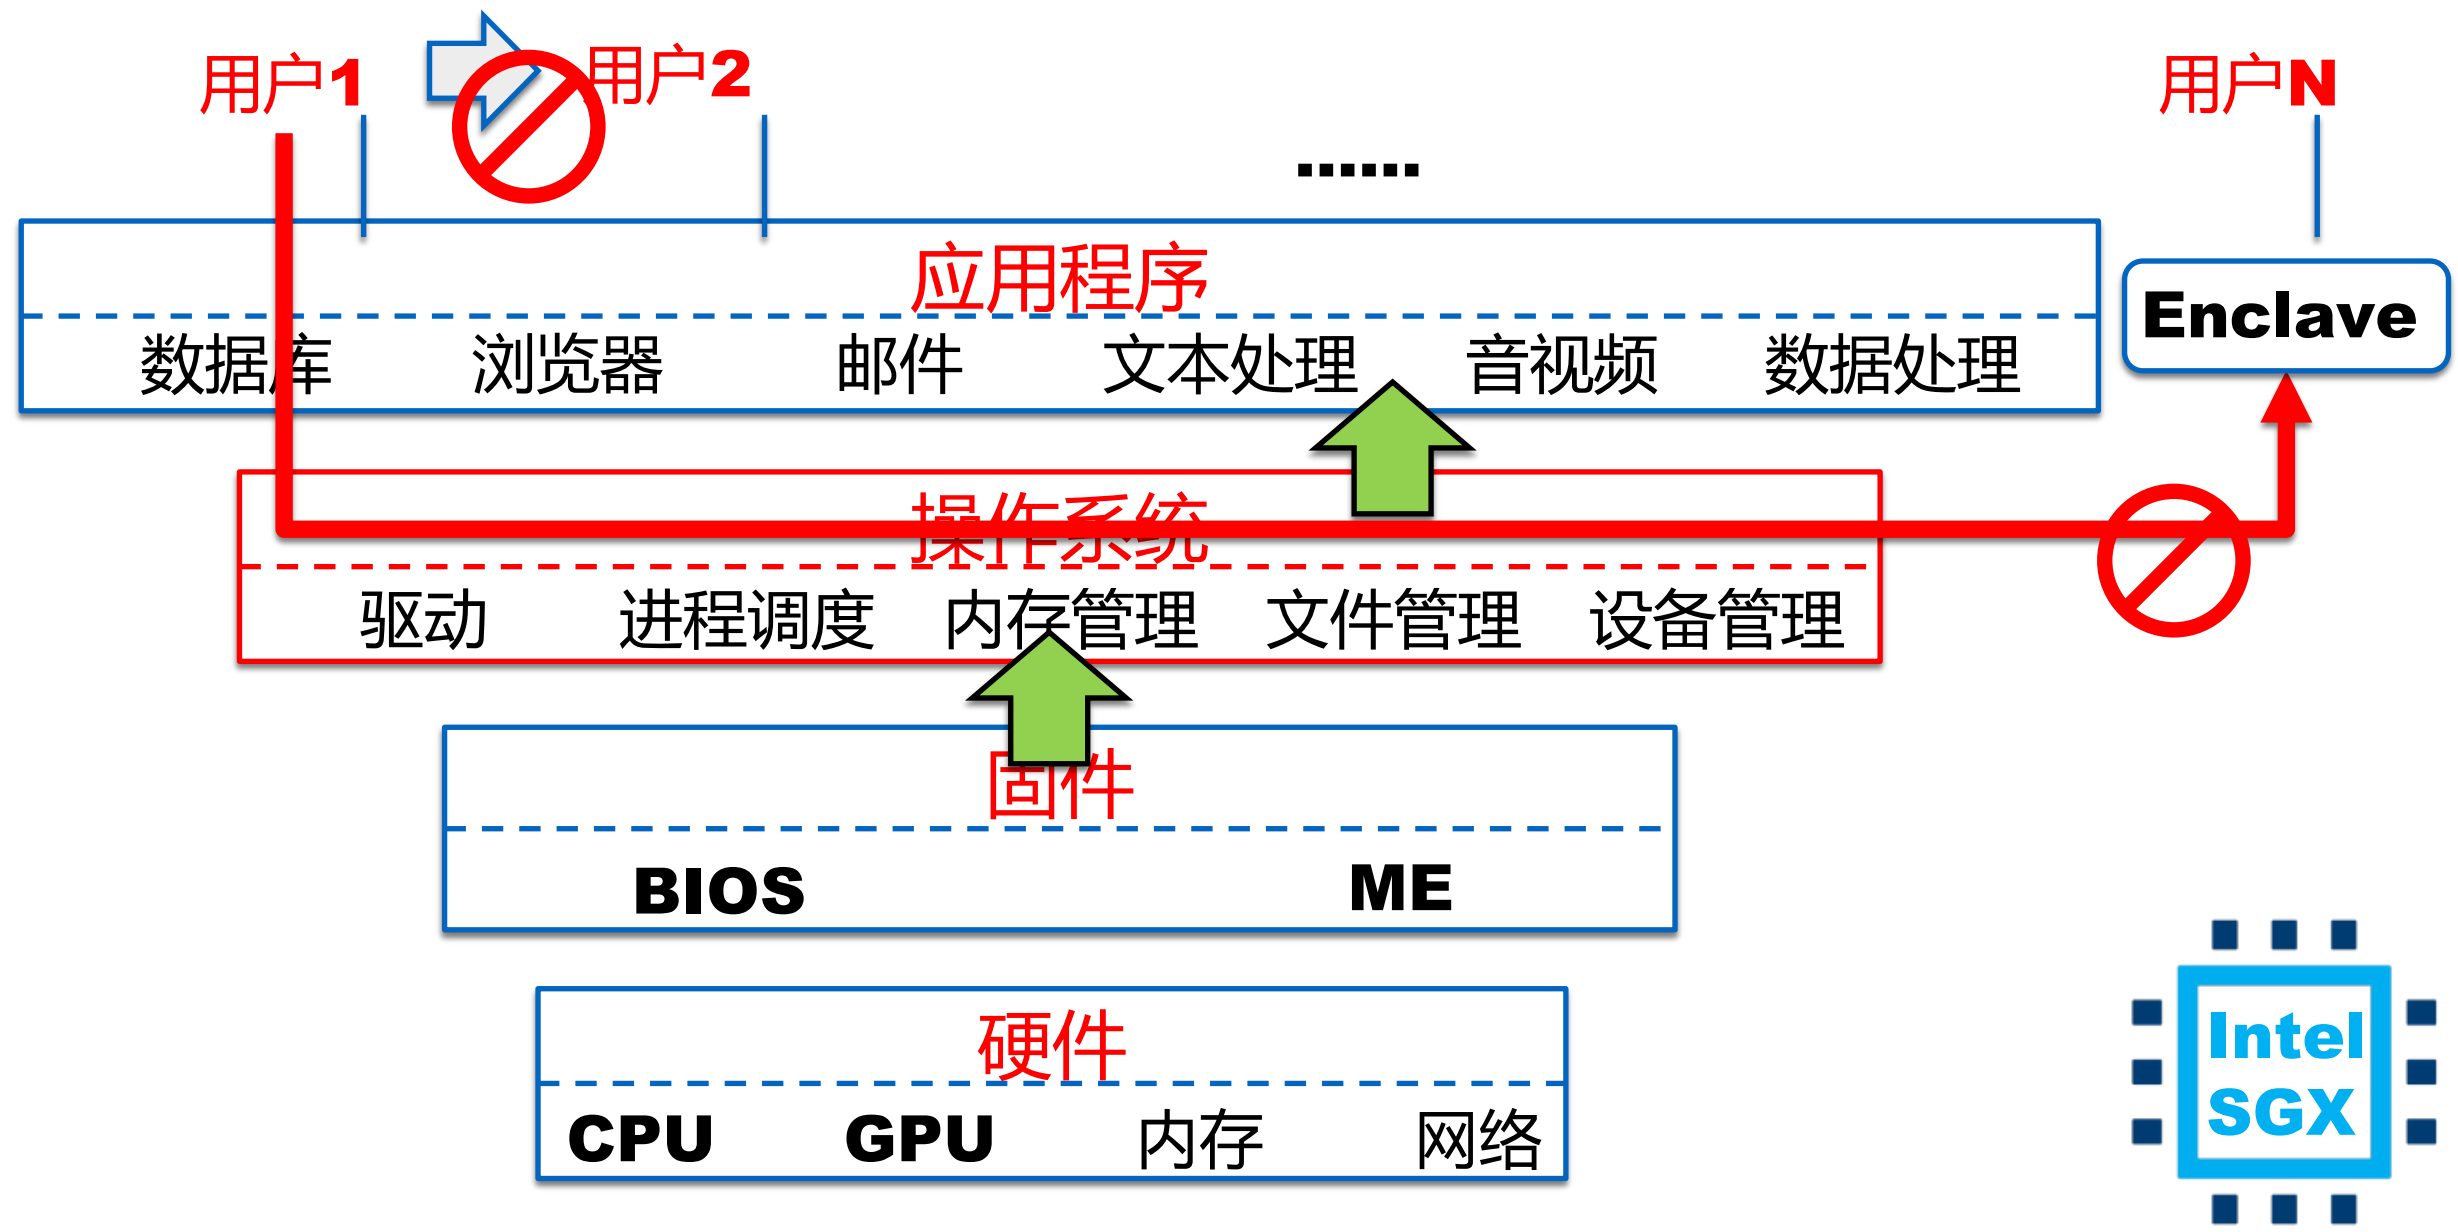 用户1 用户2 用户N
······
应用程序
Enclave
数据库 浏览器 邮件 文本处理 音视频 数据处理
操作系统
驱动 进程调度 内存管理 文件管理 设备管理
固件
BIOS ME
硬件
CPU GPU 内存 网络
Intel
SGX